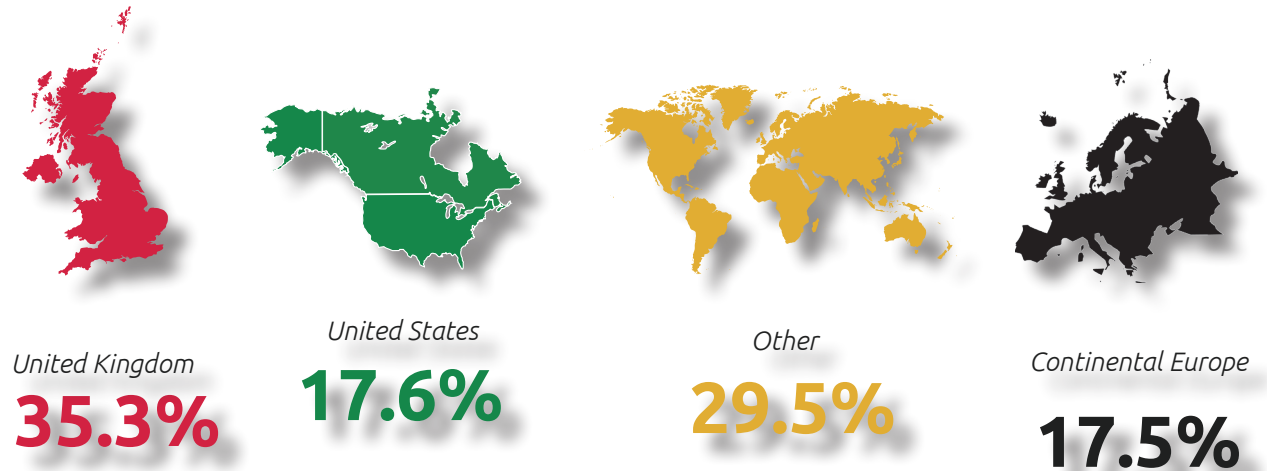 United Kingdom
35.3%
United States
17.6%
Other
29.5%
Continental Europe
17.5%